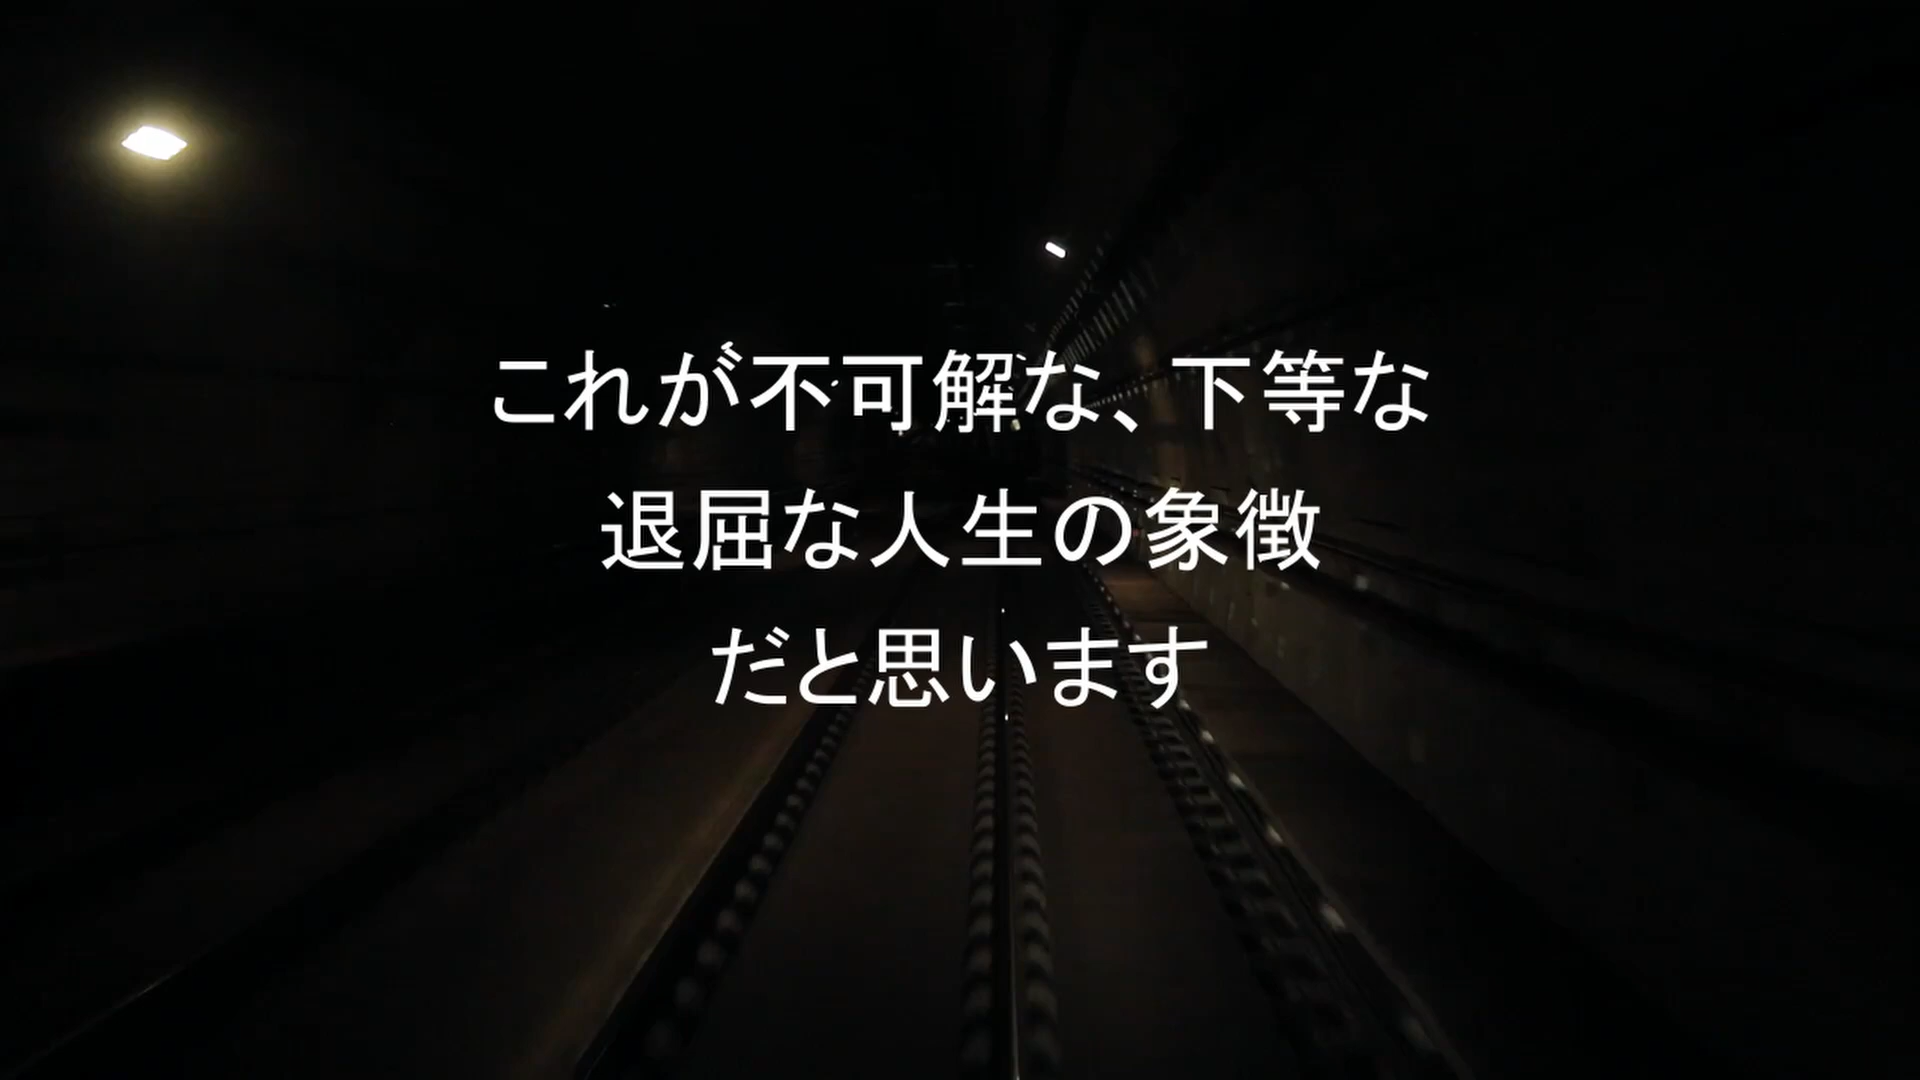 これが不可解な、下等な
退屈な人生の象徴
だと思います